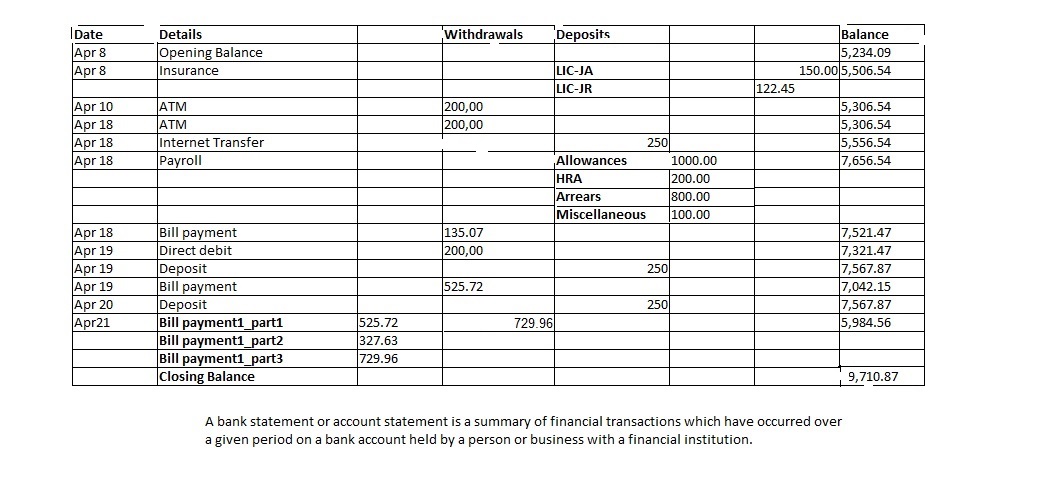 Date Details Withdrawals Deposits Balance
Apr 8 Opening Balance 5,234.09
Apr 8 Insurance LIC-JA 150.00 5,506.54
LIC-JR 122.45
Apr 10 ATM 200,00 5,306.54
Apr 18 ATM 200,00 5,306.54
Apr 18 Internet Transfer 250 5,556.54
Apr 18 Payroll Allowances 1000.00 7,656.54
HRA 200.00
Arrears 800.00
Miscellaneous 100.00
Apr 18 Bill payment 135.07 7,521.47
Apr 19 Direct debit 200,00 7,321.47
Apr 19 Deposit 250 7,567.87
Apr 19 Bill payment 525.72 7,042.15
Apr 20 Deposit 250 7,567.87
Apr21 Bill payment1_part1 525.72 729.96 5,984.56
Bill payment1_part2 327.63
Bill payment1_part3 729.96
Closing Balance 9,710.87
A bank statement or account statement is a summary of financial transactions which have occurred over
a given period on a bank account held by a person or business with a financial institution.